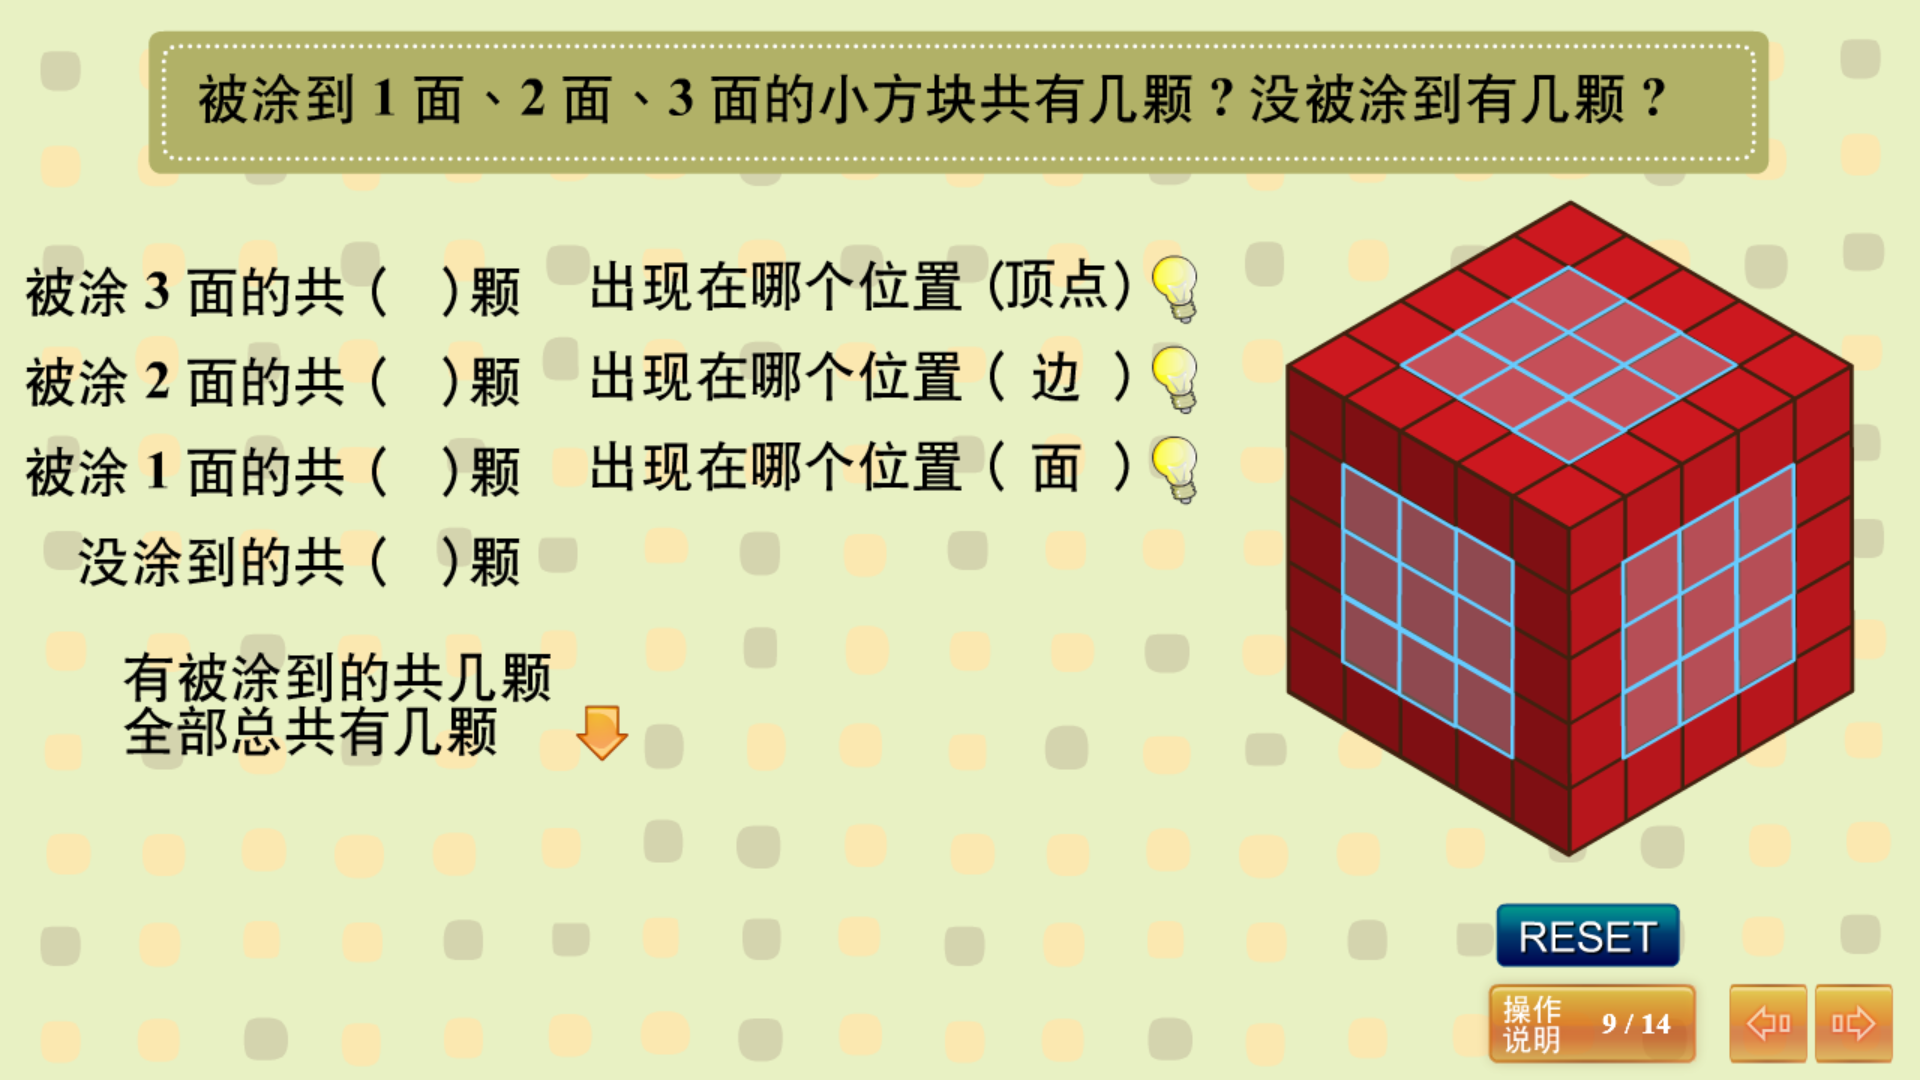 被涂到 1 面、2 面、3 面的小方块共有几颗？没被涂到有几颗？
被涂 3 面的共（　）颗　出现在哪个位置（顶点）
被涂 2 面的共（　）颗　出现在哪个位置（ 边 ）
被涂 1 面的共（　）颗　出现在哪个位置（ 面 ）
没涂到的共（　）颗
有被涂到的共几颗
全部总共有几颗
RESET
操作
说明
9 / 14